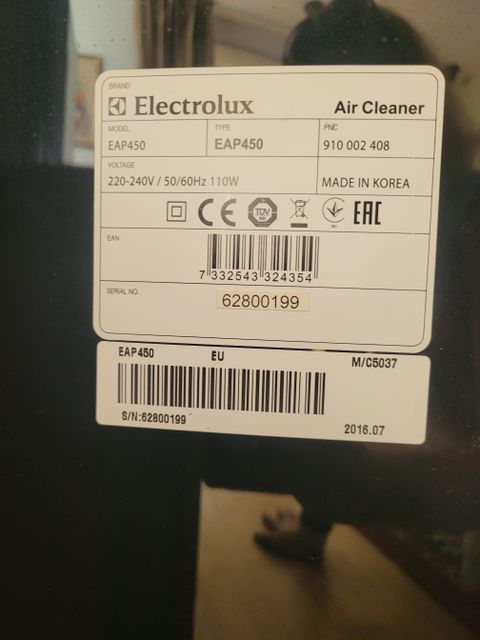 BRAND
Electrolux Air Cleaner
MODEL TYPE PNC
EAP450 EAP450 910 002 408
VOLTAGE
220-240V / 50/60Hz 110W MADE IN KOREA
CE TÜV EAC
EAN
7 332543 324354
SERIAL NO.
62800199
EAP450 EU M/C5037
S/N:62800199
2016.07